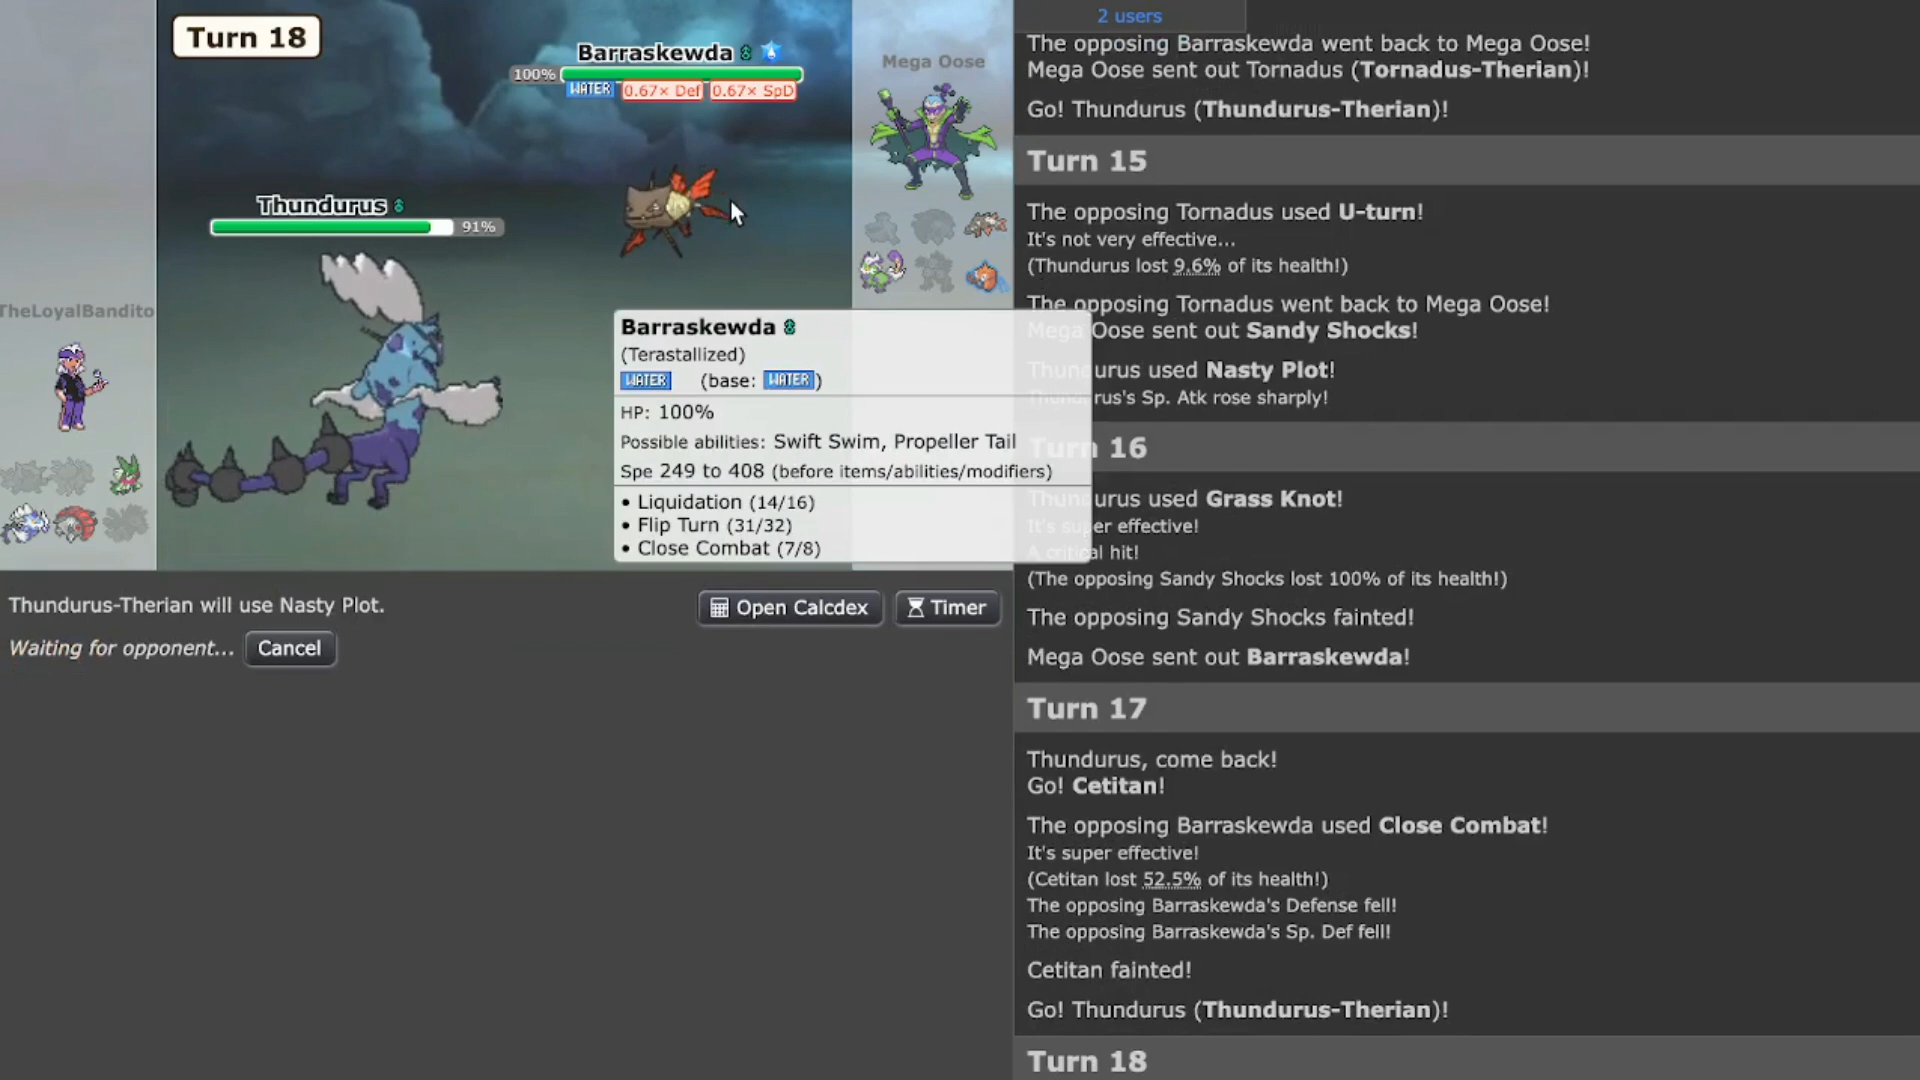 Turn 18
Barraskewda
100%
WATER 0.67× Def 0.67× SpD
Mega Oose
Thundurus
91%
TheLoyalBandito
Barraskewda
(Terastallized)
WATER (base: WATER)
HP: 100%
Possible abilities: Swift Swim, Propeller Tail
Spe 249 to 408 (before items/abilities/modifiers)
• Liquidation (14/16)
• Flip Turn (31/32)
• Close Combat (7/8)
Thundurus-Therian will use Nasty Plot.
Open Calcdex
Timer
Waiting for opponent... Cancel
2 users
The opposing Barraskewda went back to Mega Oose!
Mega Oose sent out Tornadus (Tornadus-Therian)!
Go! Thundurus (Thundurus-Therian)!
Turn 15
The opposing Tornadus used U-turn!
It's not very effective...
(Thundurus lost 9.6% of its health!)
The opposing Tornadus went back to Mega Oose!
Mega Oose sent out Sandy Shocks!
Thundurus used Nasty Plot!
Thundurus's Sp. Atk rose sharply!
Turn 16
Thundurus used Grass Knot!
It's super effective!
A critical hit!
(The opposing Sandy Shocks lost 100% of its health!)
The opposing Sandy Shocks fainted!
Mega Oose sent out Barraskewda!
Turn 17
Thundurus, come back!
Go! Cetitan!
The opposing Barraskewda used Close Combat!
It's super effective!
(Cetitan lost 52.5% of its health!)
The opposing Barraskewda's Defense fell!
The opposing Barraskewda's Sp. Def fell!
Cetitan fainted!
Go! Thundurus (Thundurus-Therian)!
Turn 18